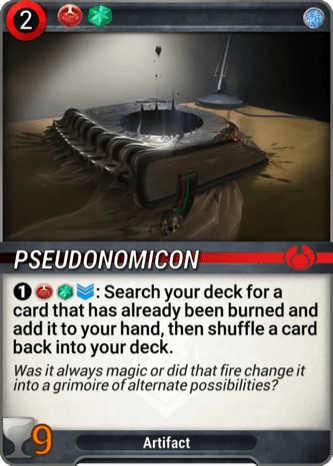 2
PSEUDONOMICON
1 : Search your deck for a
card that has already been burned and
add it to your hand, then shuffle a card
back into your deck.
Was it always magic or did that fire change it
into a grimoire of alternate possibilities?
9
Artifact